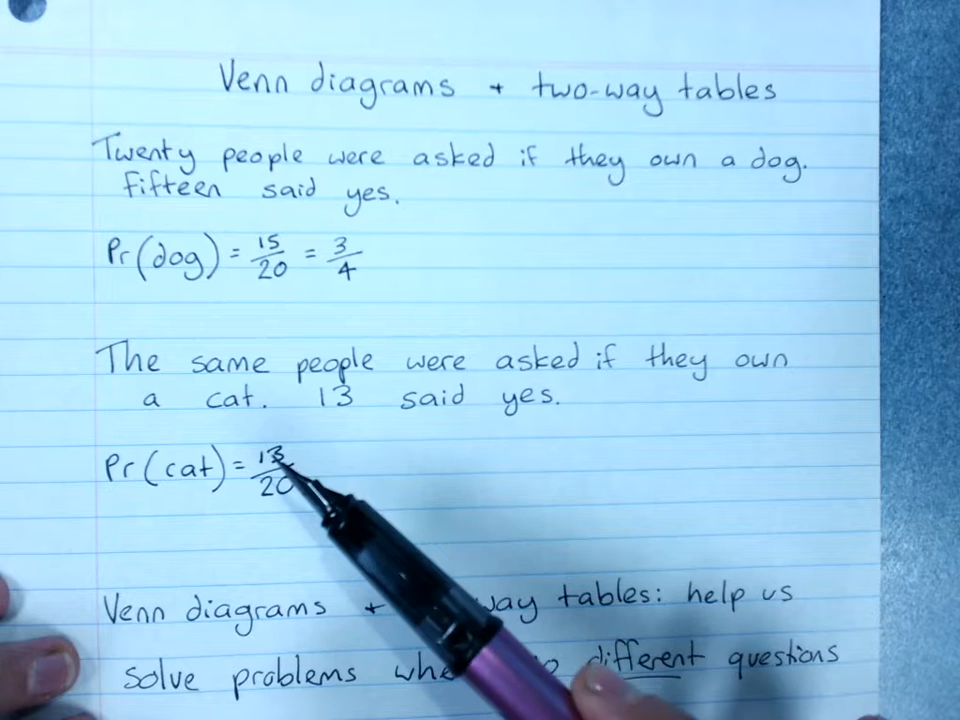 Venn diagrams + two-way tables
Twenty people were asked if they own a dog.
Fifteen said yes.
Pr(dog) = 15/20 = 3/4
The same people were asked if they own
a cat. 13 said yes.
Pr(cat) = 13/20
Venn diagrams + way tables: help us
solve problems different questions